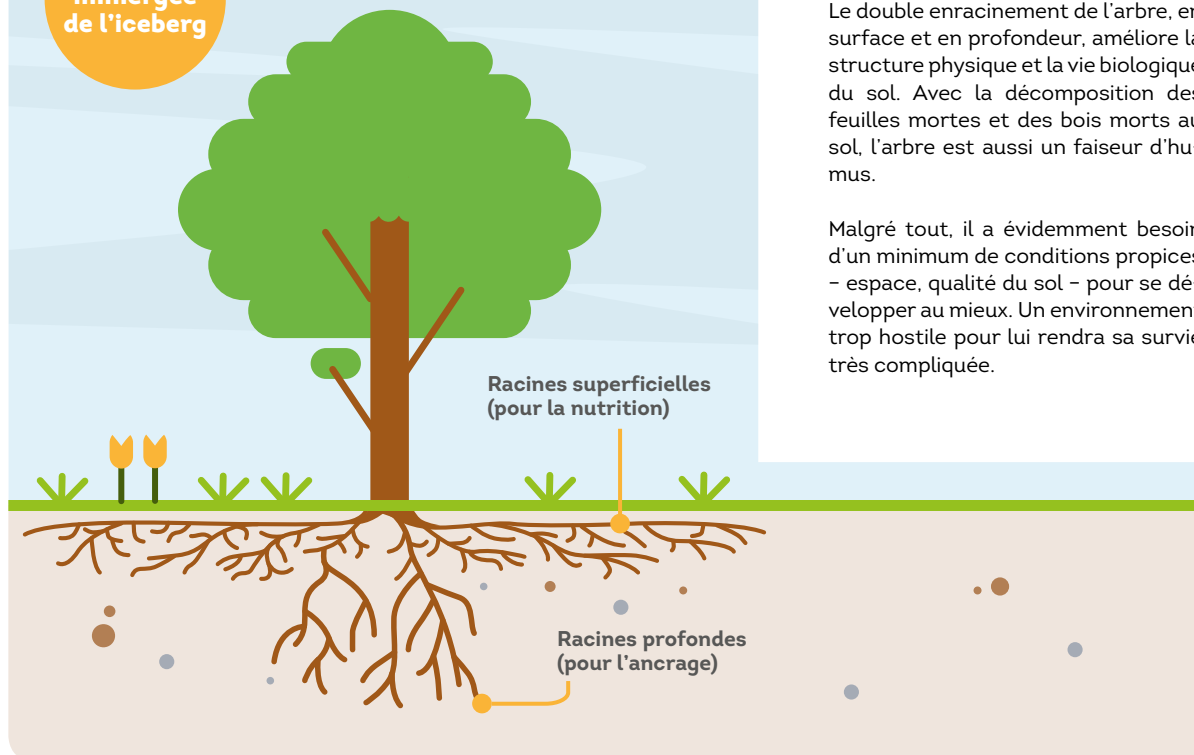 immergée
de l'iceberg
Le double enracinement de l'arbre, en
surface et en profondeur, améliore la
structure physique et la vie biologique
du sol. Avec la décomposition des
feuilles mortes et des bois morts au
sol, l'arbre est aussi un faiseur d'hu-
mus.
Malgré tout, il a évidemment besoin
d'un minimum de conditions propices
– espace, qualité du sol – pour se dé-
velopper au mieux. Un environnement
trop hostile pour lui rendra sa survie
très compliquée.
Racines superficielles
(pour la nutrition)
Racines profondes
(pour l'ancrage)